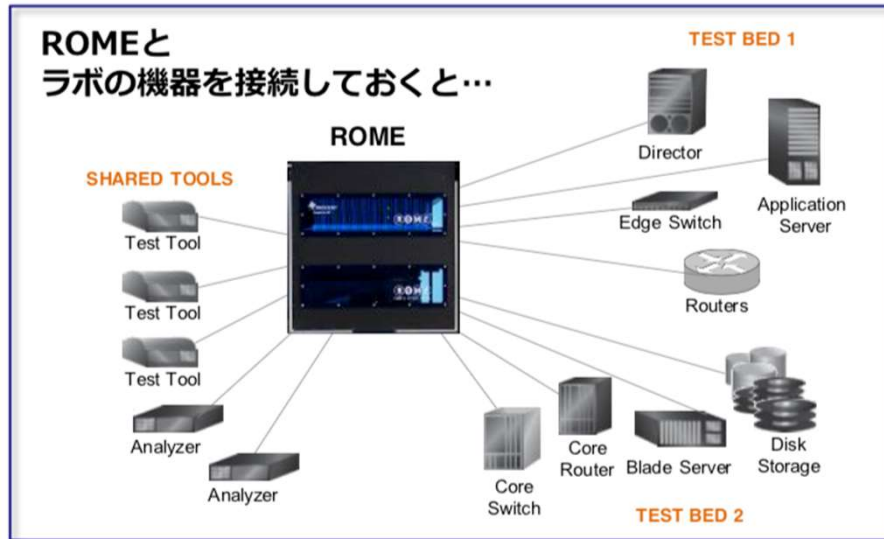 ROMEと
ラボの機器を接続しておくと…
TEST BED 1
ROME
Director
SHARED TOOLS
Application
Server
Edge Switch
Test Tool
Test Tool
Routers
Test Tool
Analyzer
Analyzer
Core
Switch
Core
Router
Blade Server
Disk
Storage
TEST BED 2